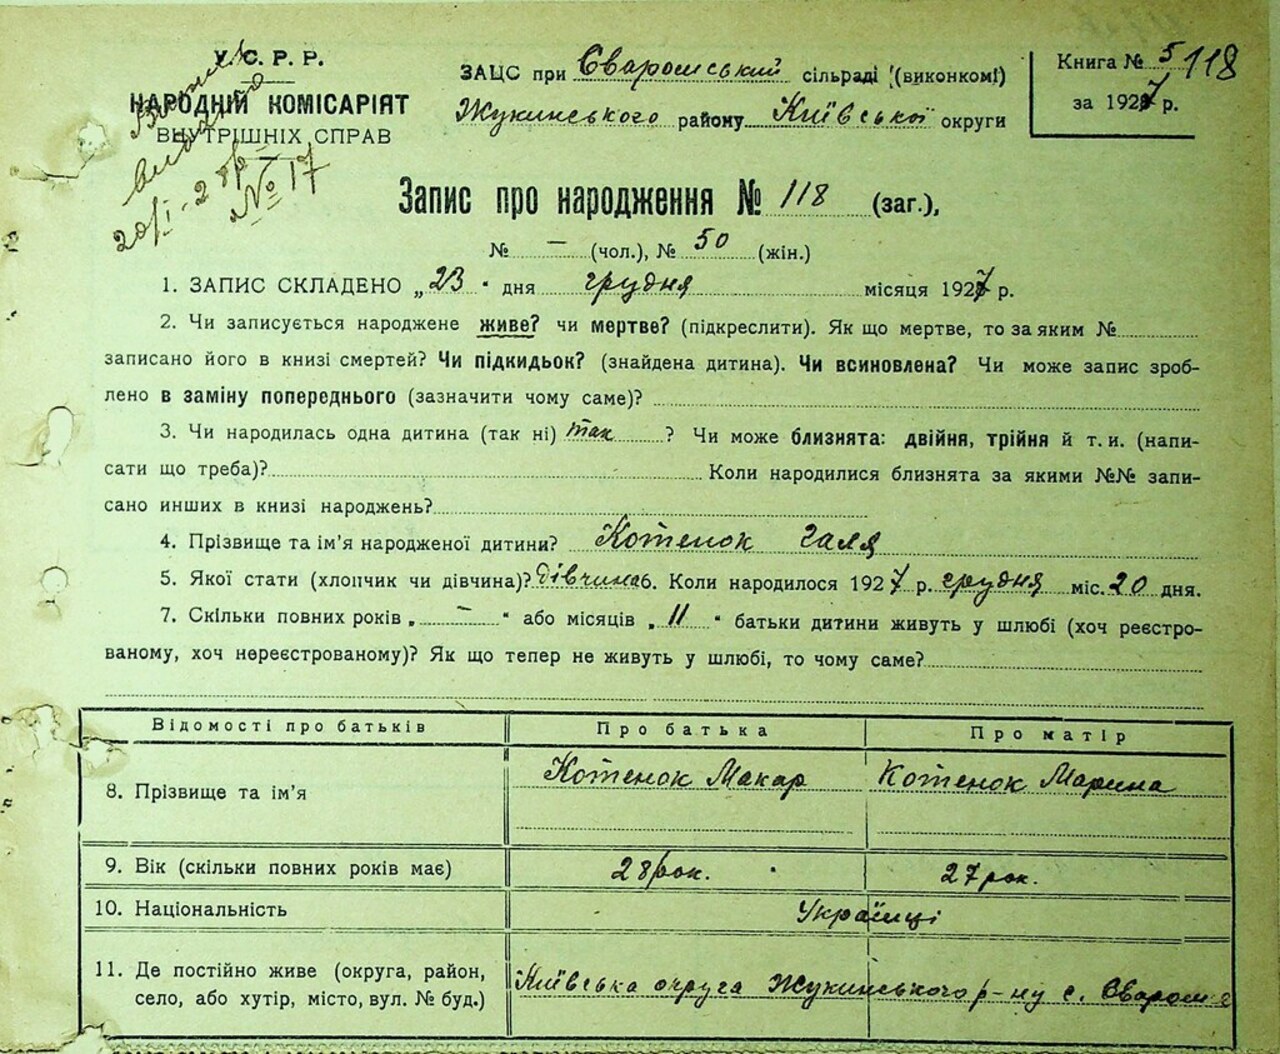 У.С.Р.Р.
НАРОДНІЙ КОМІСАРІЯТ
ВНУТРІШНІХ СПРАВ
20/I - 28 р
№ 17
ЗАЦС при Сваромський сільраді (виконкомі)
Жукинського району Київської округи
Книга № 5 118
за 1927 р.
Запис про народження № 118 (заг.),
№ — (чол.), № 50 (жін.)
1. ЗАПИС СКЛАДЕНО „23" дня грудня місяця 1927 р.
2. Чи записується народжене живе? чи мертве? (підкреслити). Як що мертве, то за яким №
записано його в книзі смертей? Чи підкидьок? (знайдена дитина). Чи всиновлена? Чи може запис зроб-
лено в заміну попереднього (зазначити чому саме)?
3. Чи народилась одна дитина (так ні) так ? Чи може близнята: двійня, трійня й т. и. (напи-
сати що треба)? Коли народилися близнята за якими №№ запи-
сано инших в книзі народжень?
4. Прізвище та ім'я народженої дитини? Котенок Галя
5. Якої стати (хлопчик чи дівчина)? дівчина 6. Коли народилося 1927 р. грудня міс. 20 дня.
7. Скільки повних років „ — " або місяців „ 11 " батьки дитини живуть у шлюбі (хоч реєстро-
ваному, хоч нереєстрованому)? Як що тепер не живуть у шлюбі, то чому саме?
Відомості про батьків Про батька Про матір
8. Прізвище та ім'я Котенок Макар Котенок Марина
9. Вік (скільки повних років має) 28 рок. 27 рок.
10. Національність Українці
11. Де постійно живе (округа, район,
село, або хутір, місто, вул. № буд.) Київська округа Жукинського р-ну с. Сваром'є